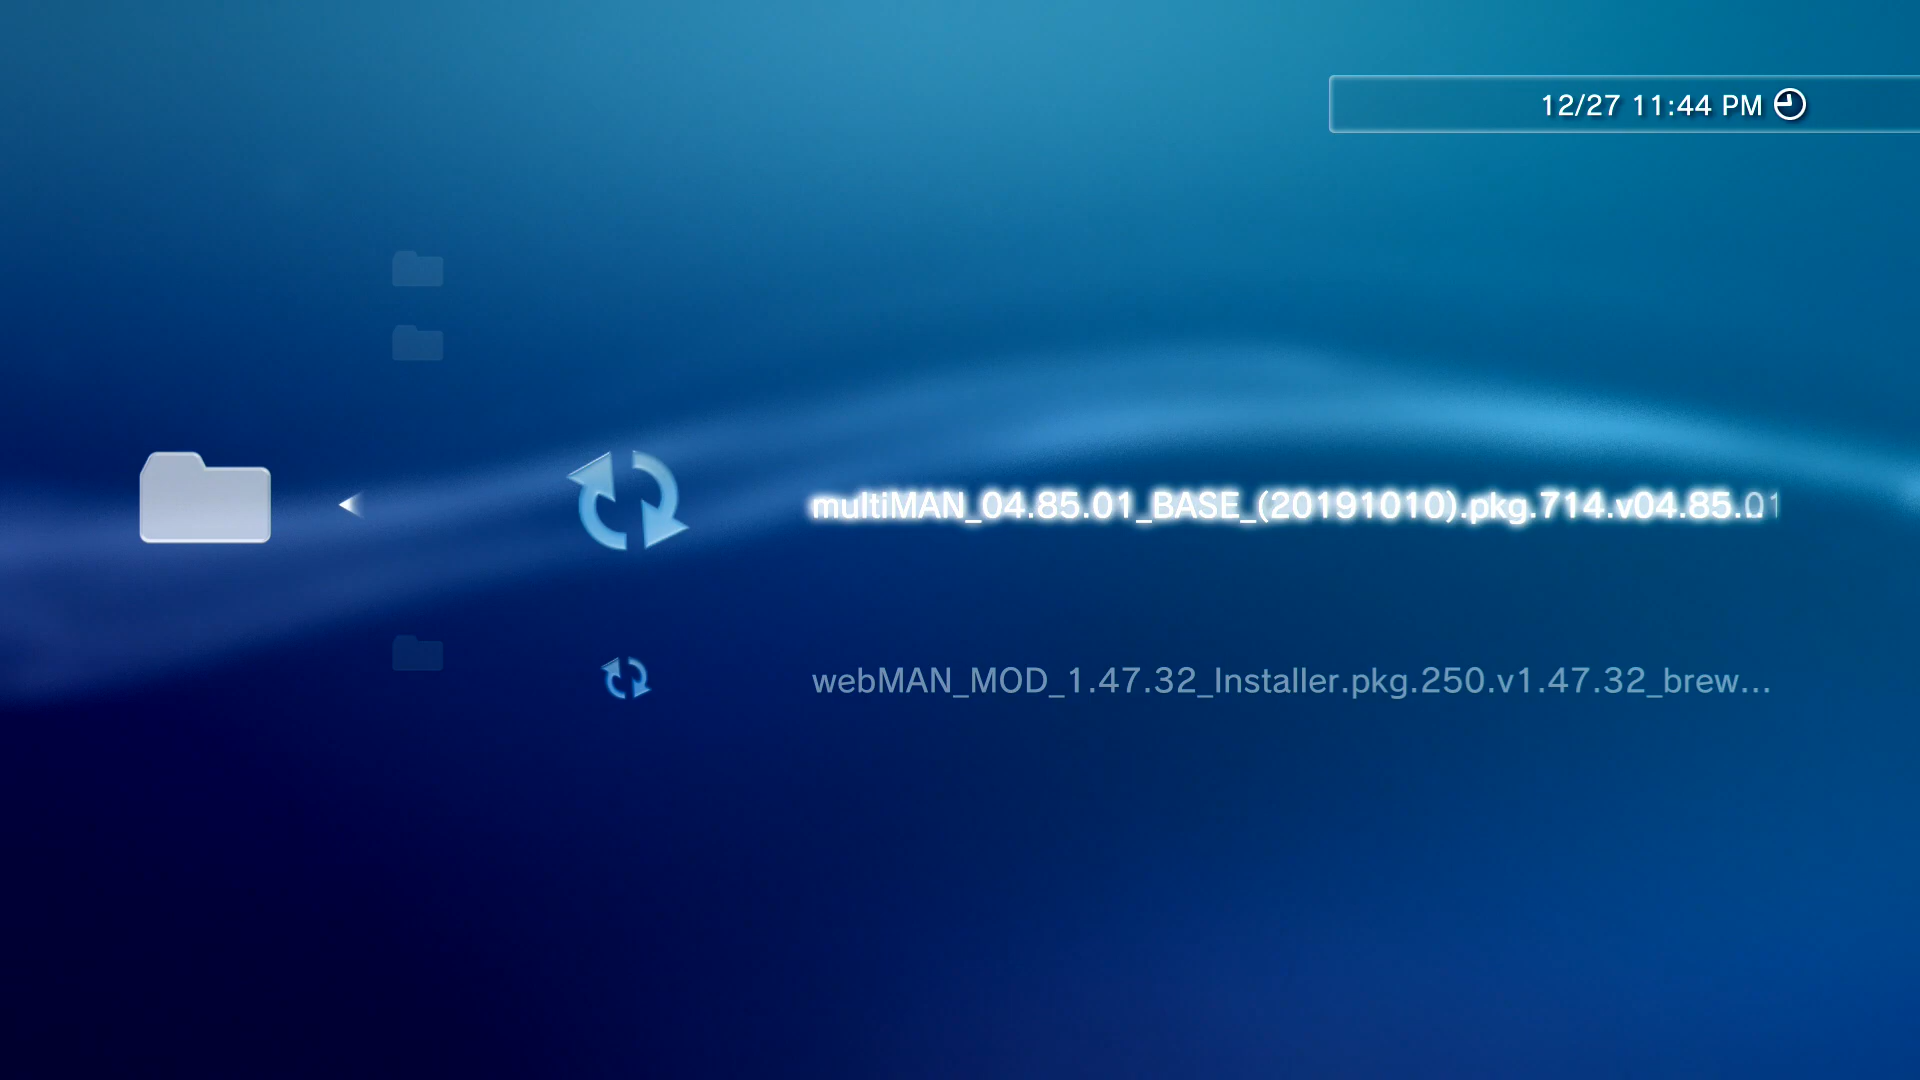 12/27 11:44 PM
multiMAN_04.85.01_BASE_(20191010).pkg.714.v04.85.01
webMAN_MOD_1.47.32_Installer.pkg.250.v1.47.32_brew...